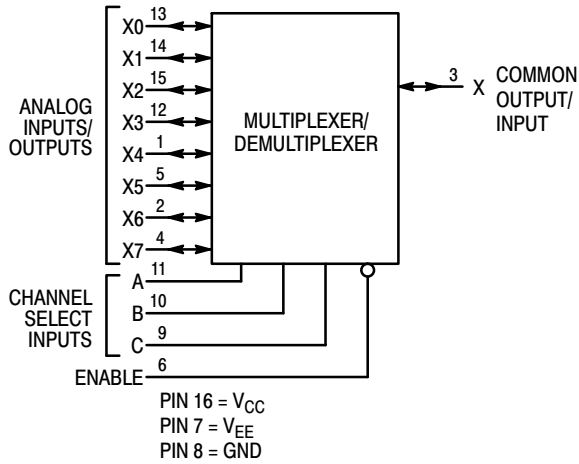 X0 13
X1 14
X2 15
X3 12
X4 1
X5 5
X6 2
X7 4
ANALOG
INPUTS/
OUTPUTS
MULTIPLEXER/
DEMULTIPLEXER
3 X COMMON
OUTPUT/
INPUT
A 11
B 10
C 9
CHANNEL
SELECT
INPUTS
ENABLE 6
PIN 16 = VCC
PIN 7 = VEE
PIN 8 = GND